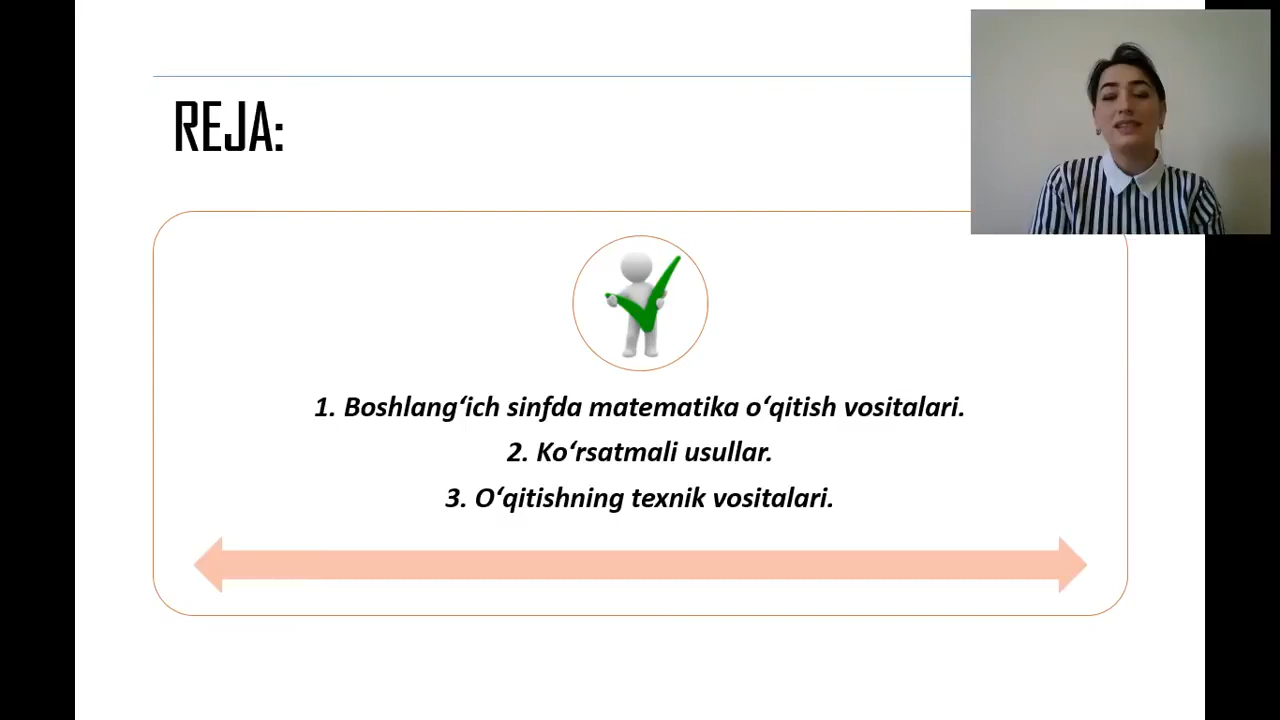 REJA:
1. Boshlang‘ich sinfda matematika o‘qitish vositalari.
2. Ko‘rsatmali usullar.
3. O‘qitishning texnik vositalari.